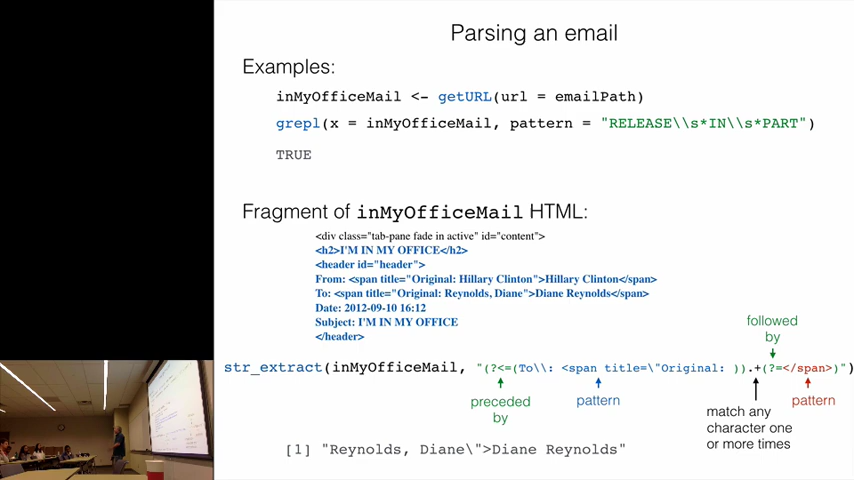 Parsing an email
Examples:
inMyOfficeMail <- getURL(url = emailPath)
grepl(x = inMyOfficeMail, pattern = "RELEASE\\s*IN\\s*PART")
TRUE
Fragment of inMyOfficeMail HTML:
<div class="tab-pane fade in active" id="content">
<h2>I'M IN MY OFFICE</h2>
<header id="header">
From: <span title="Original: Hillary Clinton">Hillary Clinton</span>
To: <span title="Original: Reynolds, Diane">Diane Reynolds</span>
Date: 2012-09-10 16:12
Subject: I'M IN MY OFFICE
</header>
followed
by
str_extract(inMyOfficeMail, "(?<=(To\\: <span title=\"Original: )).+(?=</span>)")
preceded
by
pattern
match any
character one
or more times
pattern
[1] "Reynolds, Diane\">Diane Reynolds"